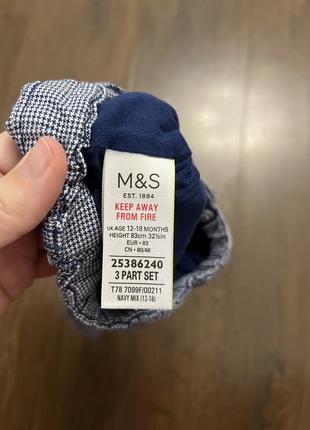 M&S
EST. 1884
KEEP AWAY
FROM FIRE
UK AGE 12-18 MONTHS
HEIGHT 83cm 32½in
EUR • 83
CN • 80/48
25386240
3 PART SET
T78 7099F/00211
NAVY MIX (12-18)